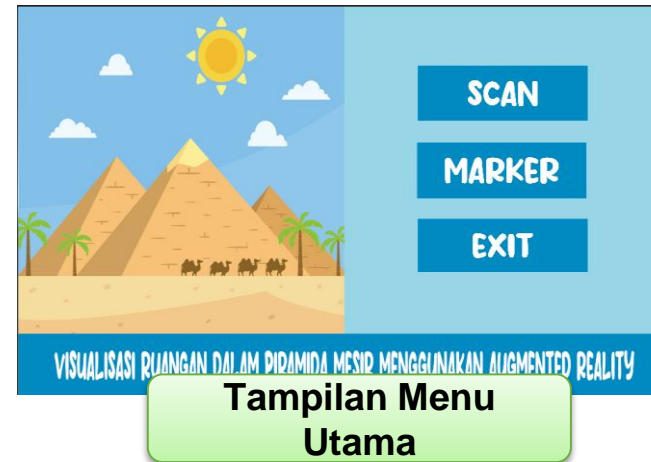 SCAN
MARKER
EXIT
VISUALISASI RUANGAN DALAM PIRAMIDA MESIR MENGGUNAKAN AUGMENTED REALITY
Tampilan Menu
Utama